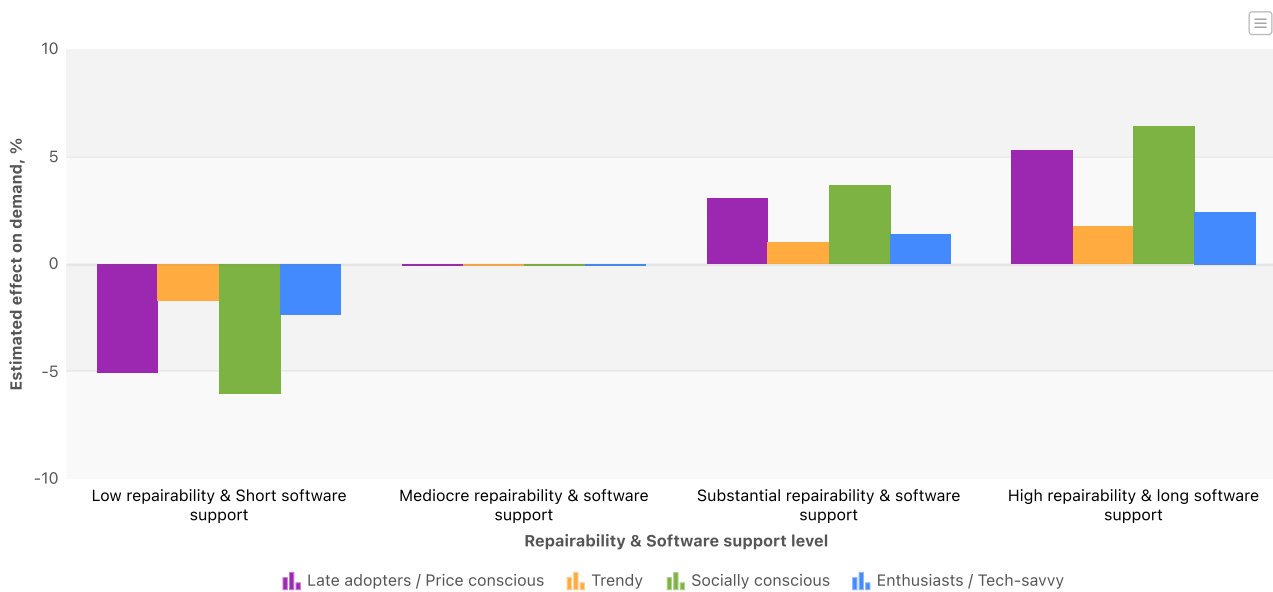 10
5
0
-5
-10
Estimated effect on demand, %
Low repairability & Short software
support
Mediocre repairability & software
support
Substantial repairability & software
support
High repairability & long software
support
Repairability & Software support level
Late adopters / Price conscious
Trendy
Socially conscious
Enthusiasts / Tech-savvy